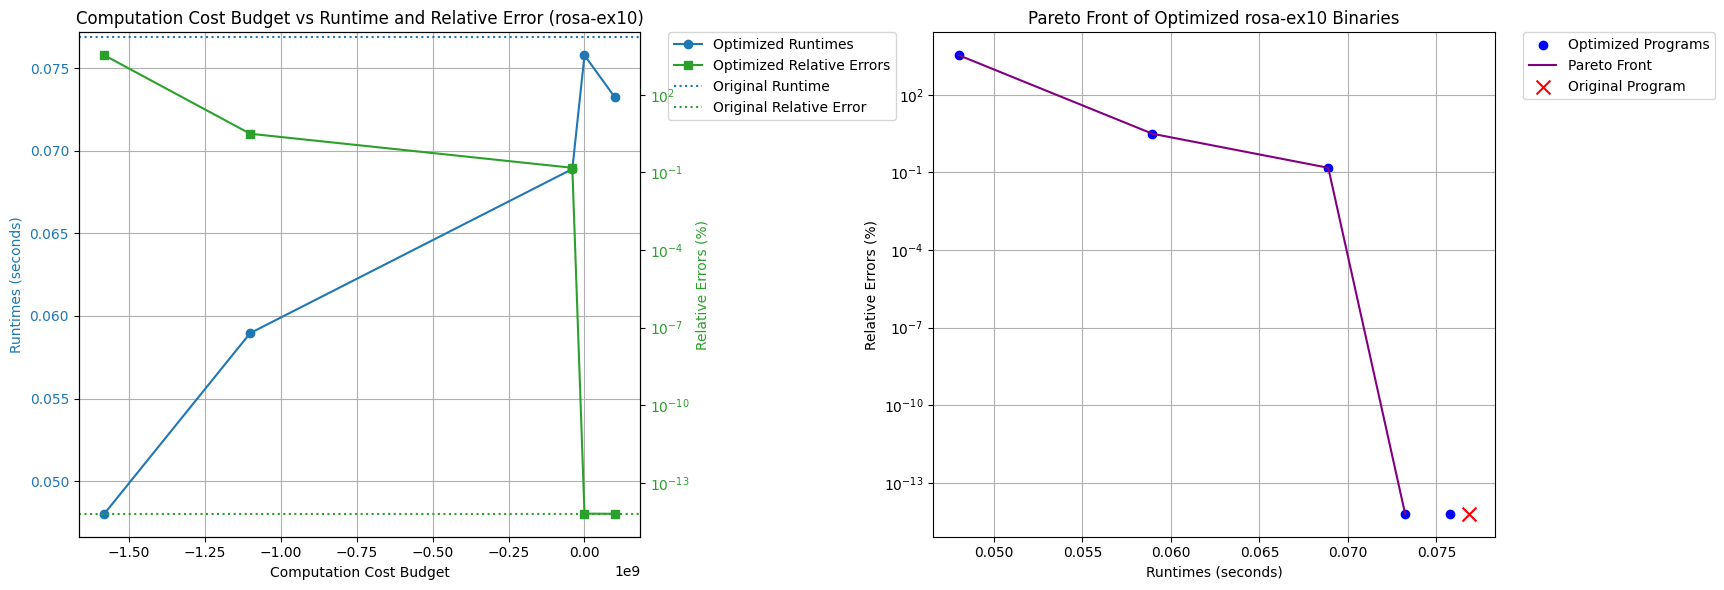 Computation Cost Budget vs Runtime and Relative Error (rosa-ex10)
Runtimes (seconds)
0.075
0.070
0.065
0.060
0.055
0.050
−1.50
−1.25
−1.00
−0.75
−0.50
−0.25
0.00
1e9
Computation Cost Budget
10²
10⁻¹
10⁻⁴
10⁻⁷
10⁻¹⁰
10⁻¹³
Relative Errors (%)
Optimized Runtimes
Optimized Relative Errors
Original Runtime
Original Relative Error
Pareto Front of Optimized rosa-ex10 Binaries
Relative Errors (%)
10²
10⁻¹
10⁻⁴
10⁻⁷
10⁻¹⁰
10⁻¹³
0.050
0.055
0.060
0.065
0.070
0.075
Runtimes (seconds)
Optimized Programs
Pareto Front
Original Program